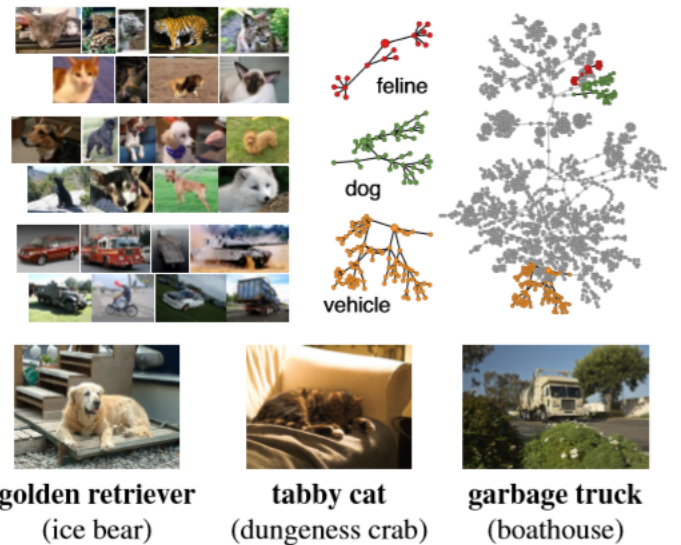 feline
dog
vehicle
golden retriever
(ice bear)
tabby cat
(dungeness crab)
garbage truck
(boathouse)